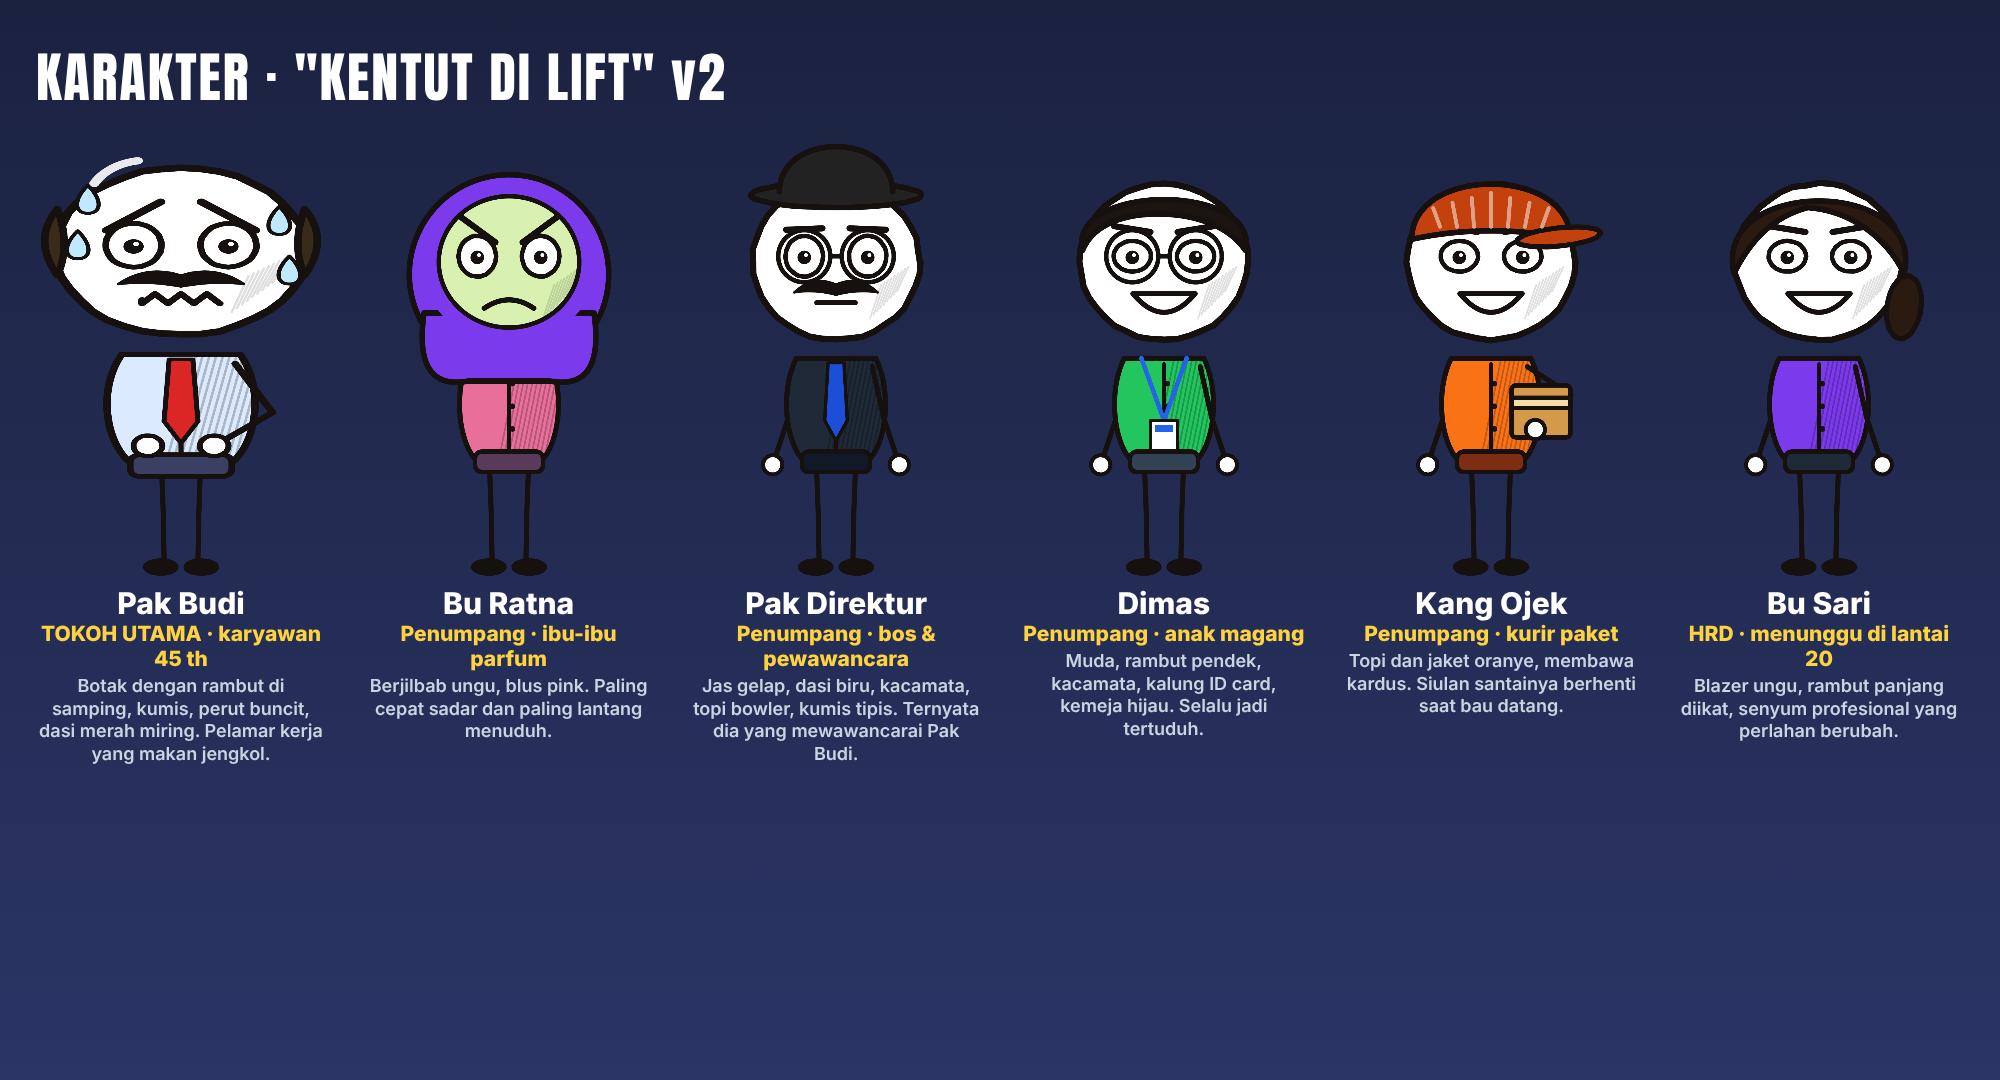 KARAKTER · "KENTUT DI LIFT" v2
Pak Budi
TOKOH UTAMA · karyawan
45 th
Botak dengan rambut di
samping, kumis, perut buncit,
dasi merah miring. Pelamar kerja
yang makan jengkol.
Bu Ratna
Penumpang · ibu-ibu
parfum
Berjilbab ungu, blus pink. Paling
cepat sadar dan paling lantang
menuduh.
Pak Direktur
Penumpang · bos &
pewawancara
Jas gelap, dasi biru, kacamata,
topi bowler, kumis tipis. Ternyata
dia yang mewawancarai Pak
Budi.
Dimas
Penumpang · anak magang
Muda, rambut pendek,
kacamata, kalung ID card,
kemeja hijau. Selalu jadi
tertuduh.
Kang Ojek
Penumpang · kurir paket
Topi dan jaket oranye, membawa
kardus. Siulan santainya berhenti
saat bau datang.
Bu Sari
HRD · menunggu di lantai
20
Blazer ungu, rambut panjang
diikat, senyum profesional yang
perlahan berubah.